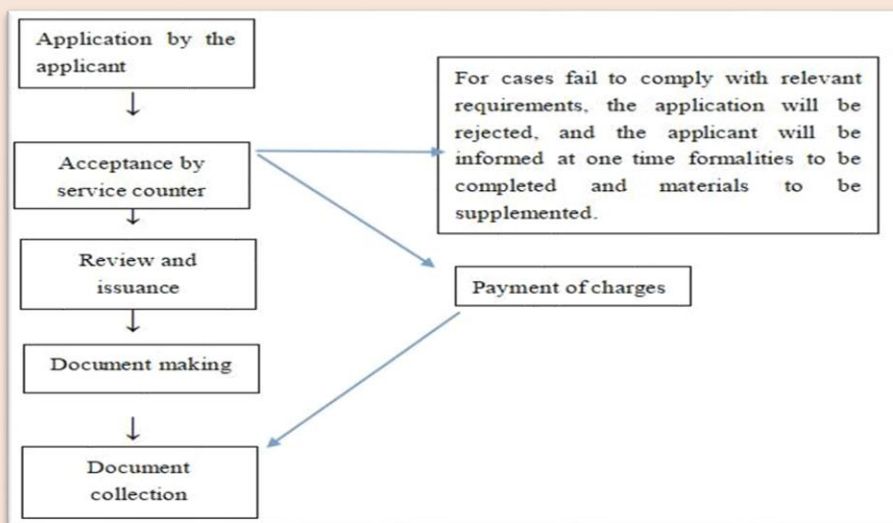 Application by the
applicant
For cases fail to comply with relevant
requirements, the application will be
rejected, and the applicant will be
informed at one time formalities to be
completed and materials to be
supplemented.
Acceptance by
service counter
Review and
issuance
Payment of charges
Document making
Document
collection